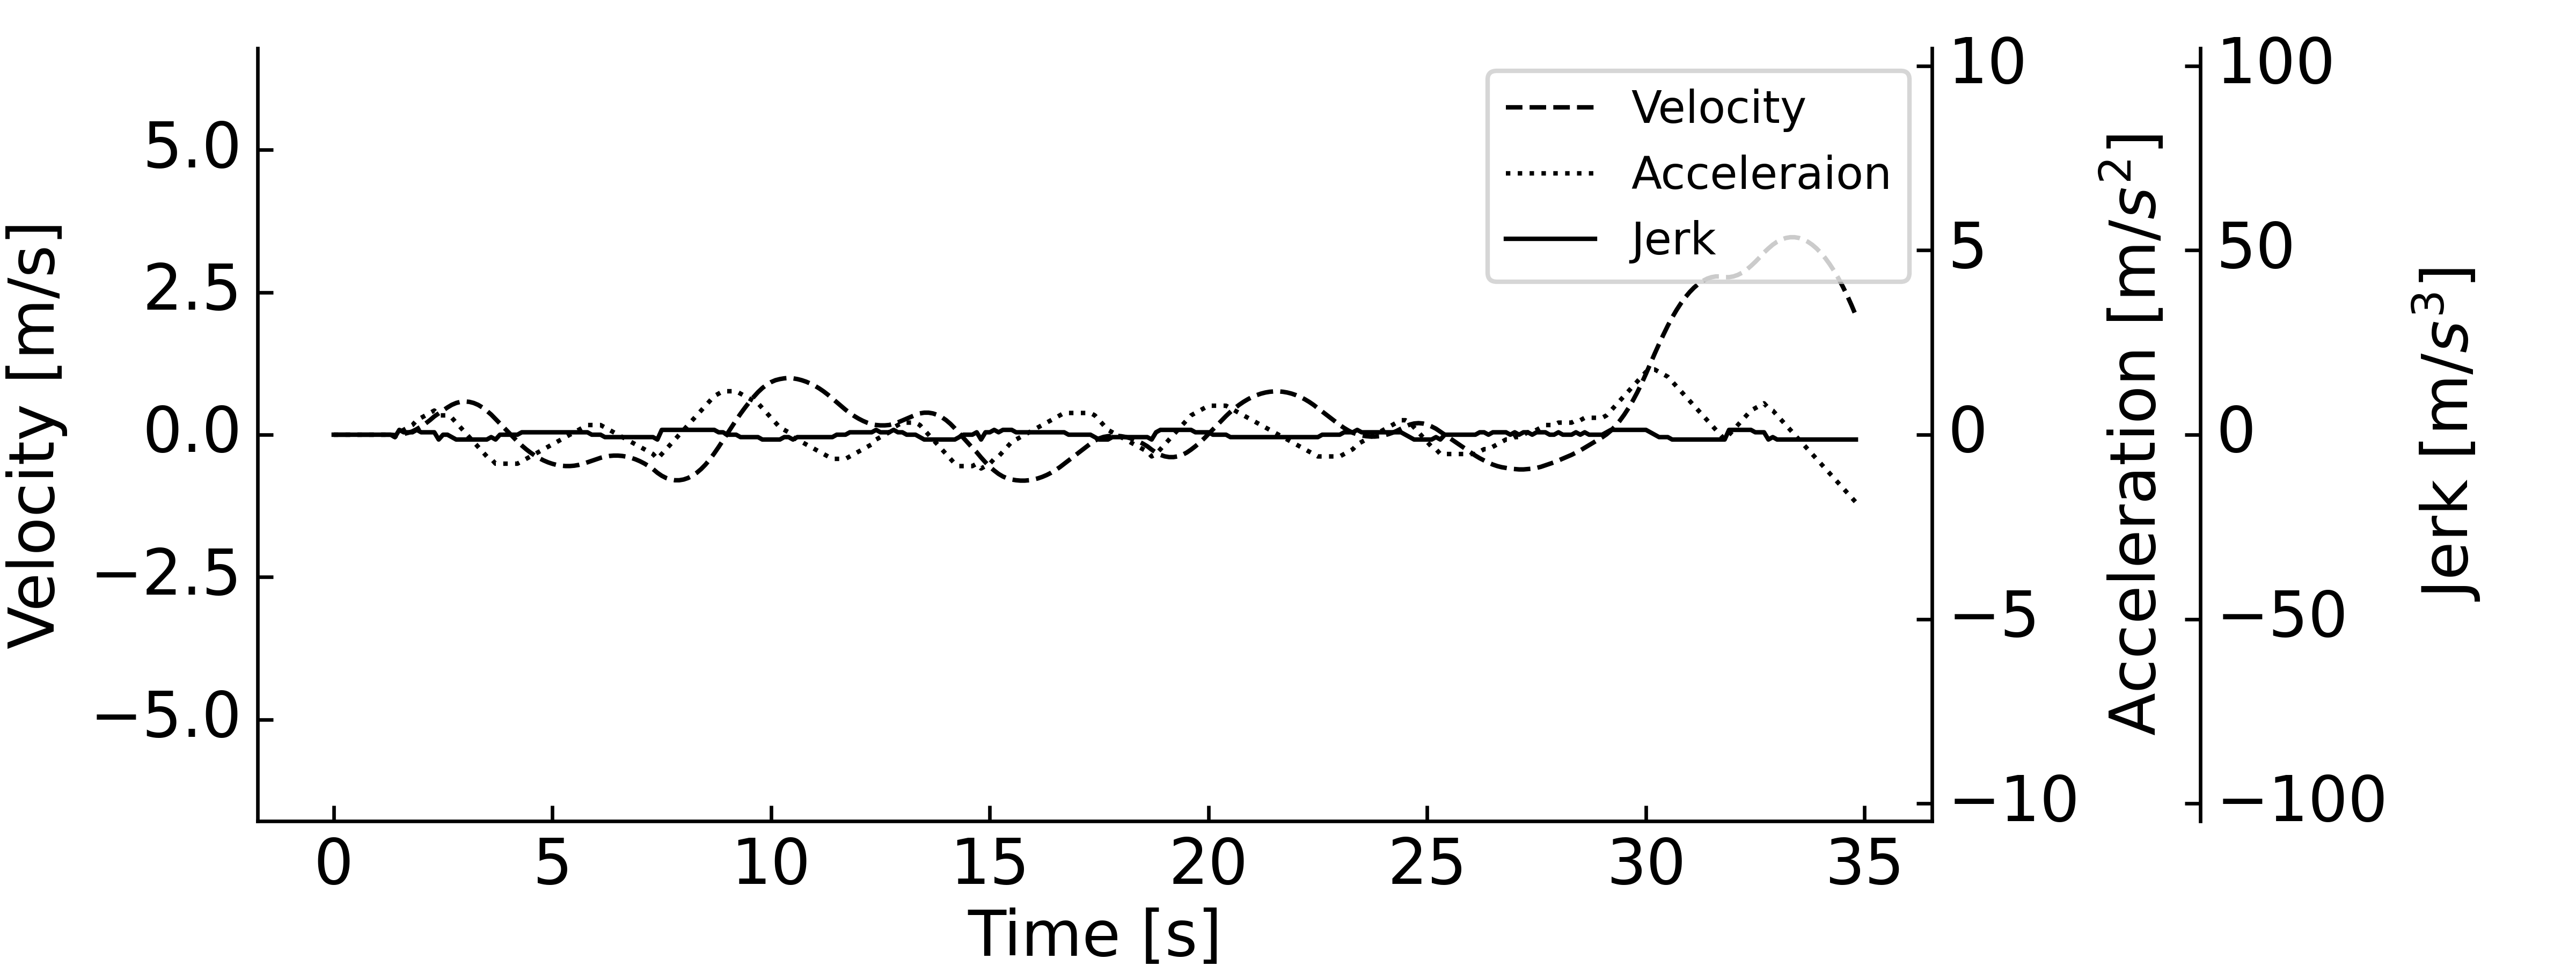 Velocity [m/s]
5.0
2.5
0.0
−2.5
−5.0
0 5 10 15 20 25 30 35
Time [s]
Velocity
Acceleraion
Jerk
10
5
0
−5
−10
Acceleration [m/s²]
100
50
0
−50
−100
Jerk [m/s³]